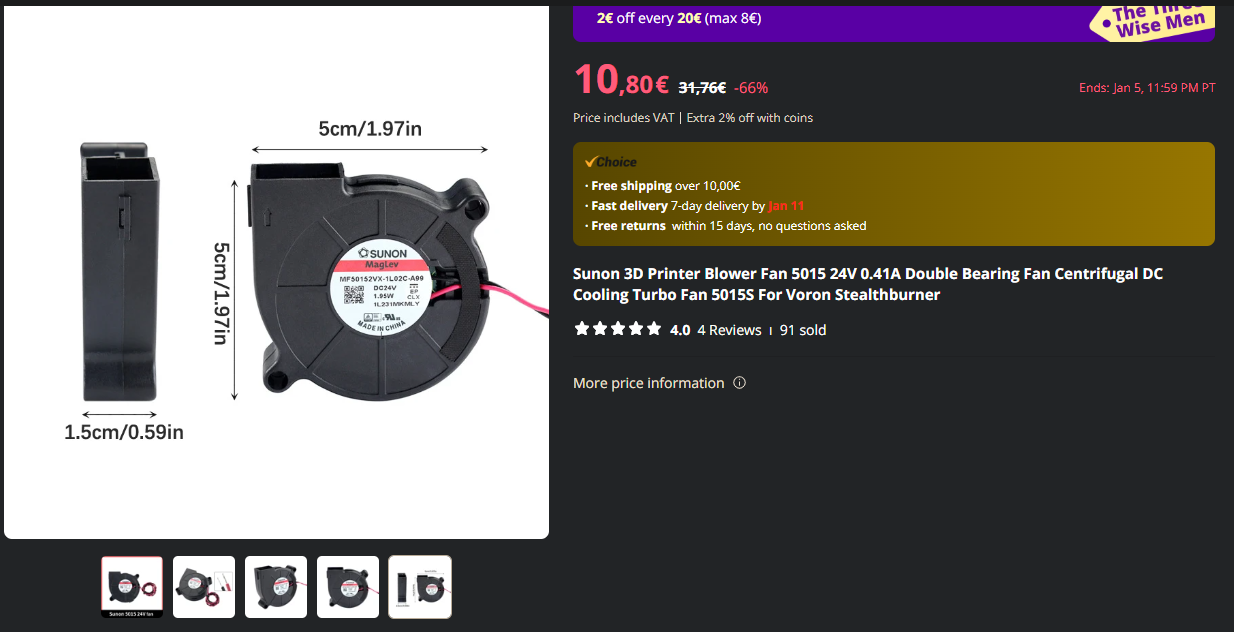 2€ off every 20€ (max 8€)
The Three
Wise Men
10,80€ 31,76€ -66%
Ends: Jan 5, 11:59 PM PT
Price includes VAT | Extra 2% off with coins
Choice
· Free shipping over 10,00€
· Fast delivery 7-day delivery by Jan 11
· Free returns within 15 days, no questions asked
Sunon 3D Printer Blower Fan 5015 24V 0.41A Double Bearing Fan Centrifugal DC
Cooling Turbo Fan 5015S For Voron Stealthburner
4.0 4 Reviews ı 91 sold
More price information
5cm/1.97in
5cm/1.97in
1.5cm/0.59in
SUNON
MagLev
MF50152VX-1L02C-A99
DC24V
1.95W
EP
CLX
1L231MKMLY
MADE IN CHINA
Sunon 5015 24V fan